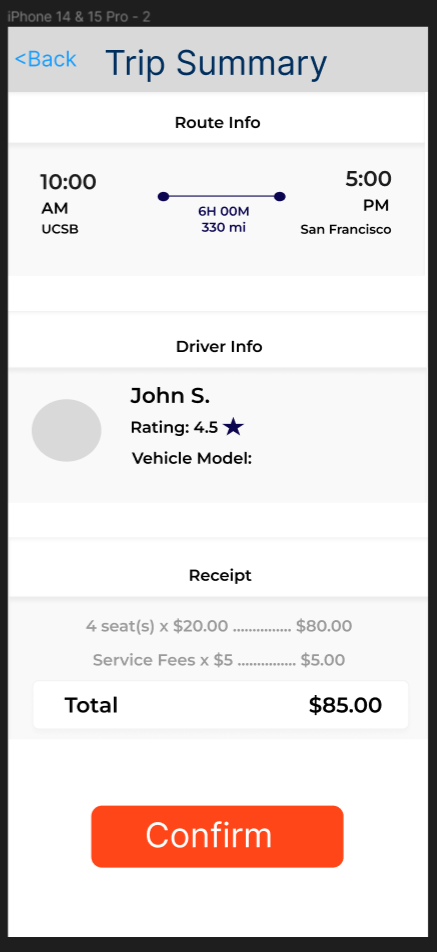 iPhone 14 & 15 Pro - 2
<Back Trip Summary
Route Info
10:00 5:00
AM PM
6H 00M
UCSB 330 mi San Francisco
Driver Info
John S.
Rating: 4.5 ★
Vehicle Model:
Receipt
4 seat(s) x $20.00 .............. $80.00
Service Fees x $5 .............. $5.00
Total $85.00
Confirm